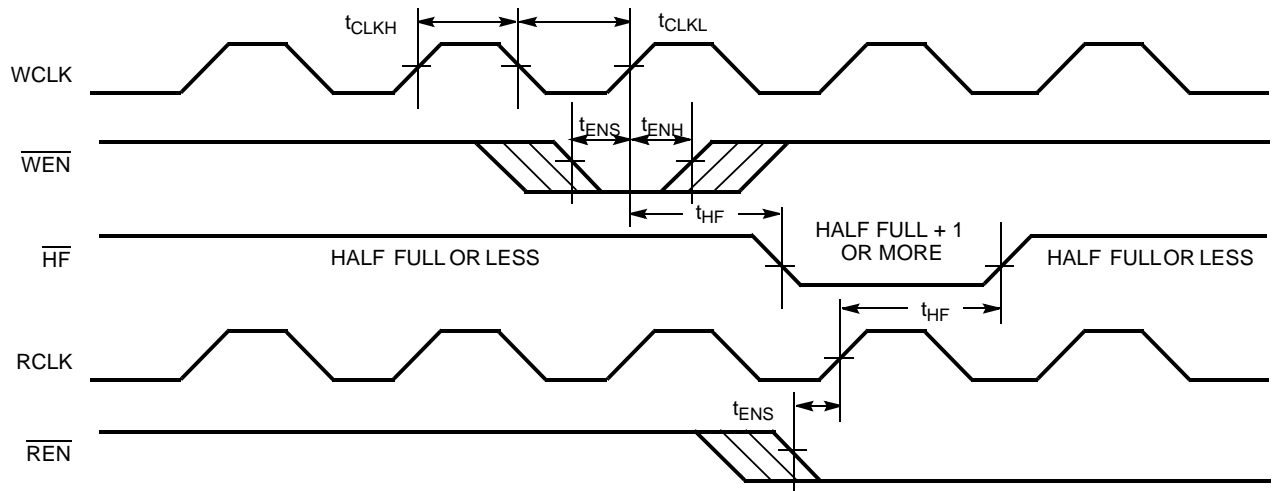 tCLKH
tCLKL
WCLK
tENS
tENH
WEN
tHF
HF
HALF FULL OR LESS
HALF FULL + 1
OR MORE
HALF FULL OR LESS
tHF
RCLK
tENS
REN